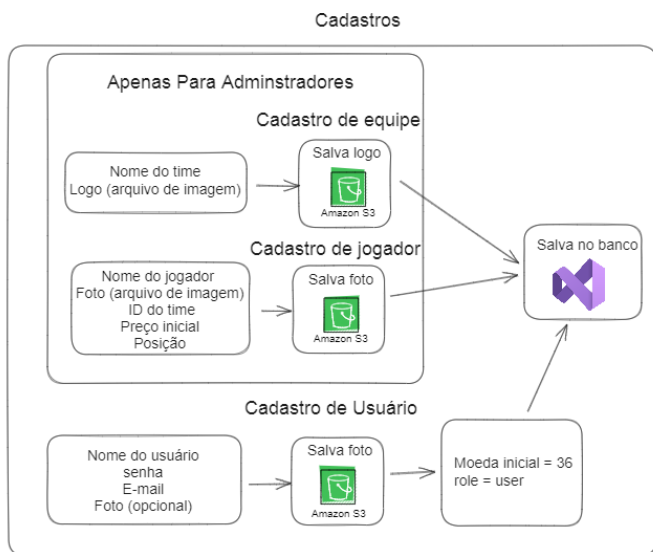 Cadastros
Apenas Para Adminstradores
Cadastro de equipe
Nome do time
Logo (arquivo de imagem)
Salva logo
Amazon S3
Cadastro de jogador
Nome do jogador
Foto (arquivo de imagem)
ID do time
Preço inicial
Posição
Salva foto
Amazon S3
Salva no banco
Cadastro de Usuário
Nome do usuário
senha
E-mail
Foto (opcional)
Salva foto
Amazon S3
Moeda inicial = 36
role = user